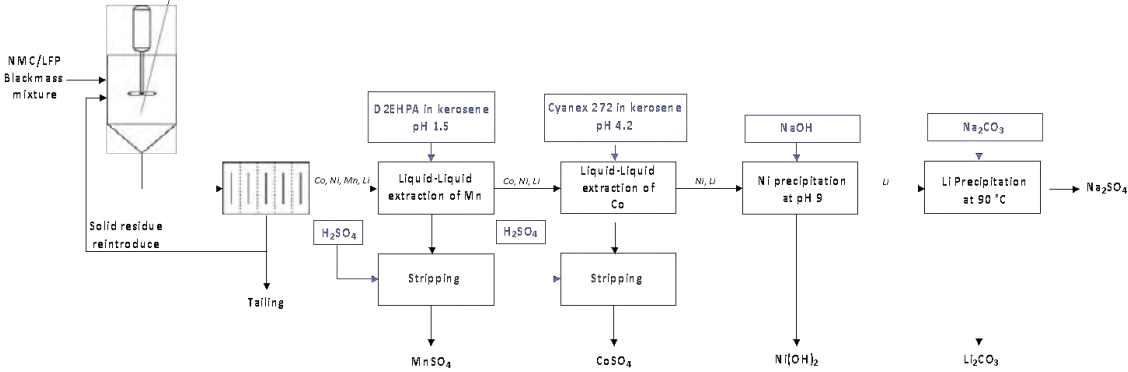 NMC/LFP
Blackmass
mixture
D2EHPA in kerosene
pH 1.5
Cyanex 272 in kerosene
pH 4.2
NaOH
Na₂CO₃
Co, Ni, Mn, Li
Liquid-Liquid
extraction of Mn
Co, Ni, Li
Liquid-Liquid
extraction of
Co
Ni, Li
Ni precipitation
at pH 9
Li
Li Precipitation
at 90 °C
Na₂SO₄
Solid residue
reintroduce
H₂SO₄
H₂SO₄
Stripping
Stripping
Tailing
MnSO₄
CoSO₄
Ni(OH)₂
Li₂CO₃